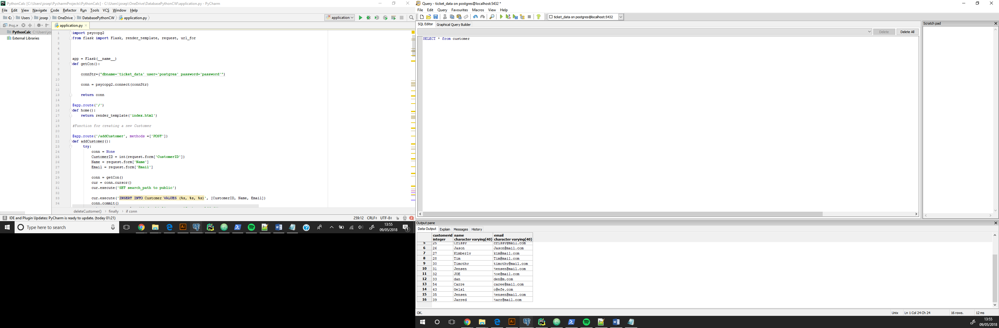 PythonCalc [C:\Users\josep\PycharmProjects\PythonCalc] - C:\Users\josep\OneDrive\DatabasePythonCW\application.py - PyCharm
File Edit View Navigate Code Refactor Run Tools VCS Window Help
C: Users josep OneDrive DatabasePythonCW application.py
application
Proj..
application.py
PythonCalc C:\Users\jos
External Libraries
1 import psycopg2
2 from flask import Flask, render_template, request, url_for
3
4
5
6 app = Flask(__name__)
7 def getCon():
8
9 connStr=("dbname='ticket_data' user='postgres' password='password'")
10
11 conn = psycopg2.connect(connStr)
12
13 return conn
14
15 @app.route('/')
16 def home():
17 return render_template('index.html')
18
19 #Function for creating a new Customer
20
21 @app.route('/addCustomer', methods =['POST'])
22 def addCustomer():
23 try:
24 conn = None
25 CustomerID = int(request.form['CustomerID'])
26 Name = request.form['Name']
27 Email = request.form['Email']
28
29 conn = getCon()
30 cur = conn.cursor()
31 cur.execute('SET search_path to public')
32
33 cur.execute('INSERT INTO Customer VALUES (%s, %s, %s)', [CustomerID, Name, Email])
34 conn.commit()
deleteCustomer() finally if conn
IDE and Plugin Updates: PyCharm is ready to update. (today 01:21)
259:12 CRLF UTF-8 2
Type here to search
13:55
09/05/2018
1
Query - ticket_data on postgres@localhost:5432 *
File Edit Query Favourites Macros View Help
ticket_data on postgres@localhost:5432
SQL Editor Graphical Query Builder
Delete Delete All
SELECT * from customer
Scratch pad
Output pane
Data Output Explain Messages History
customerid name email
integer character varying(40) character varying(40)
5 25 Crissy crissy@mail.com
6 26 Jason Jason@mail.com
7 27 Kimberly kim@mail.com
8 28 Tim Tim@mail.com
9 30 Timothy timothy@mail.com
10 31 Jensen jensen@mail.com
11 32 JOE joe@mail.com
12 33 dan den@m.com
13 54 Carre caree@mail.com
14 43 Gelsl o@efe.com
15 35 Jensen jensen@mail.com
16 39 Jarred jarr@mail.com
OK.
Unix Ln 1 Col 24 Ch 24 16 rows. 12 ms
13:55
09/05/2018